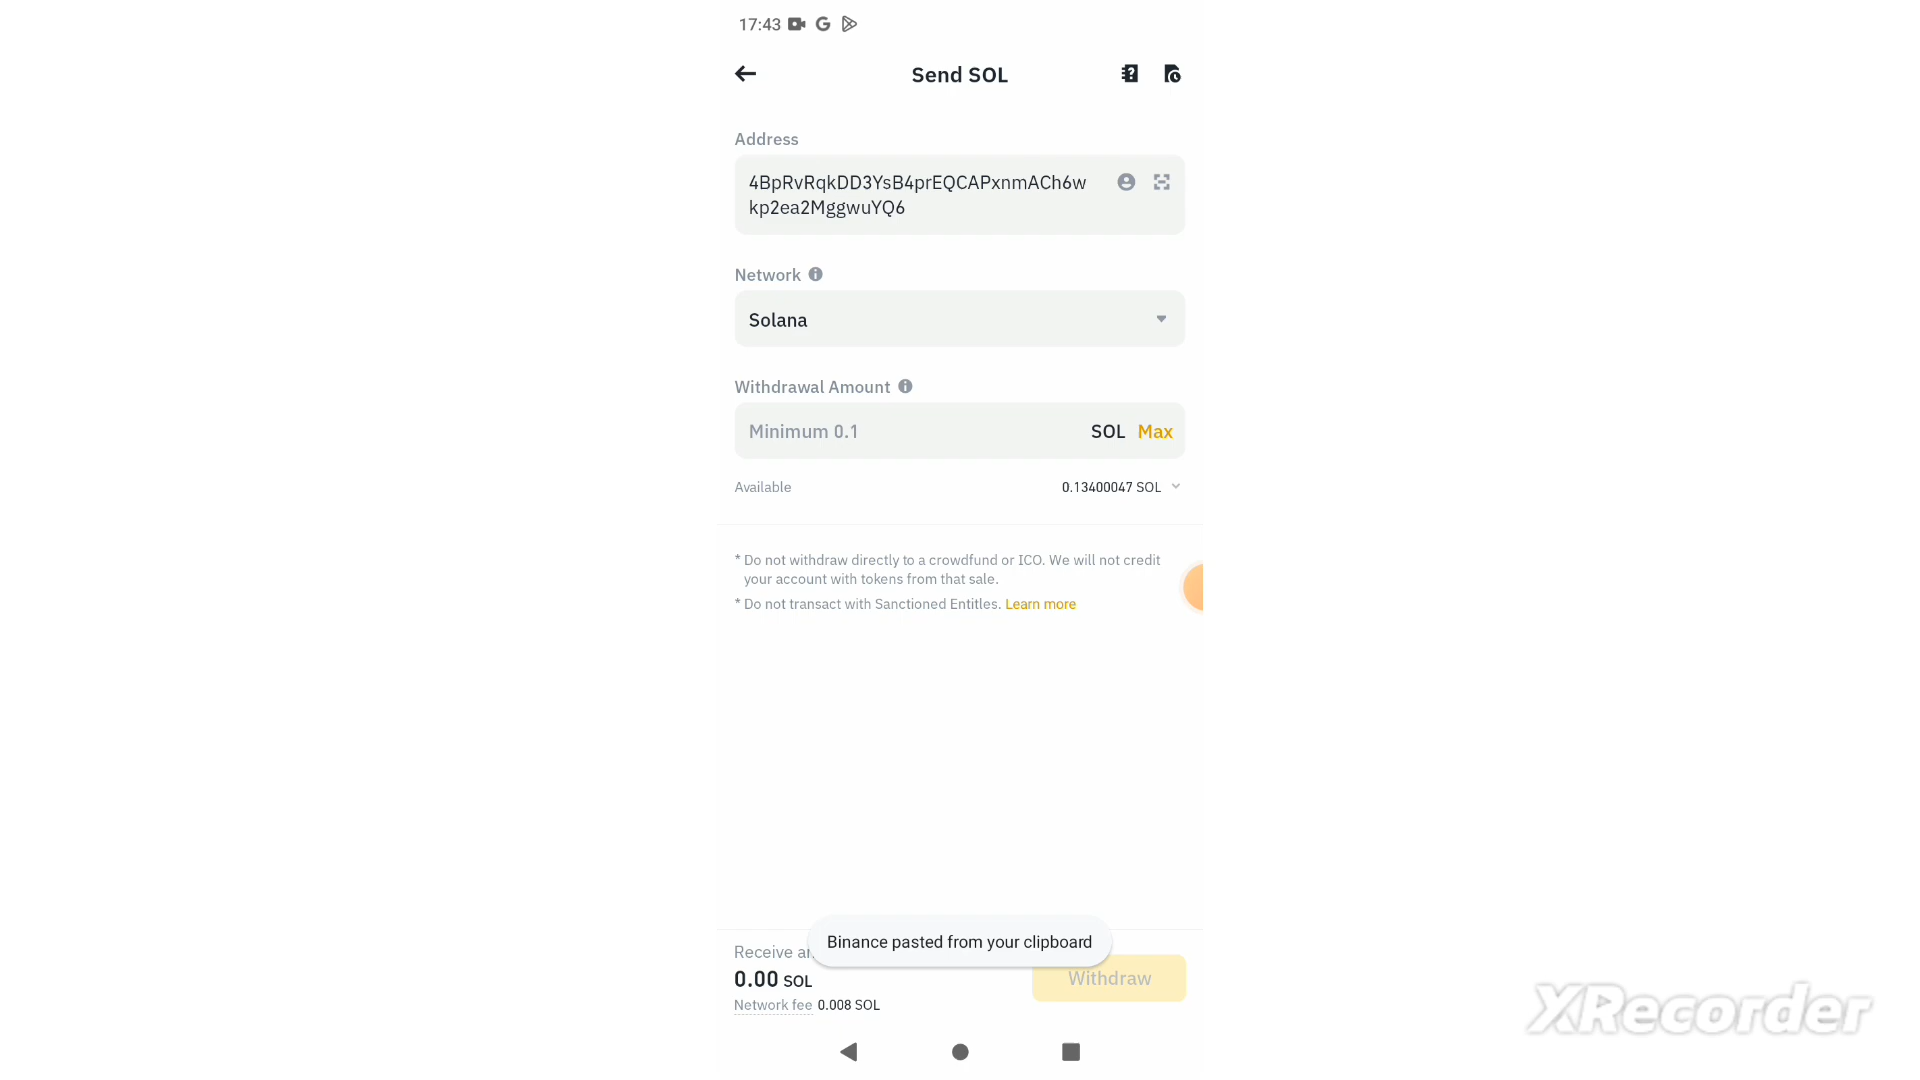 17:43
Send SOL
Address
4BpRvRqkDD3YsB4prEQCAPxnmACh6w
kp2ea2MggwuYQ6
Network
Solana
Withdrawal Amount
Minimum 0.1 SOL Max
Available 0.13400047 SOL
* Do not withdraw directly to a crowdfund or ICO. We will not credit
your account with tokens from that sale.
* Do not transact with Sanctioned Entitles. Learn more
Binance pasted from your clipboard
Receive
0.00 SOL
Withdraw
Network fee 0.008 SOL
XRecorder